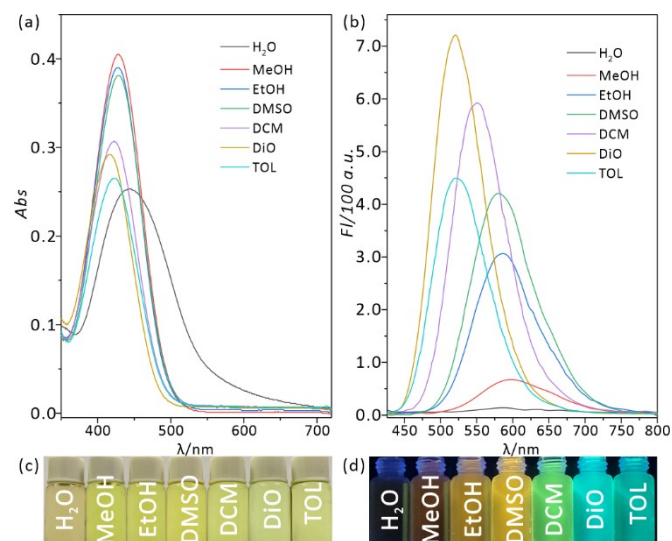 (a)
H₂O
MeOH
EtOH
DMSO
DCM
DiO
TOL
Abs
0.4
0.3
0.2
0.1
0.0
400
500
600
700
λ/nm
(b)
H₂O
MeOH
EtOH
DMSO
DCM
DiO
TOL
FI/100 a.u.
7.0
6.0
5.0
4.0
3.0
2.0
1.0
0.0
450
500
550
600
650
700
750
800
λ/nm
(c)
H₂O
MeOH
EtOH
DMSO
DCM
DiO
TOL
(d)
H₂O
MeOH
EtOH
DMSO
DCM
DiO
TOL